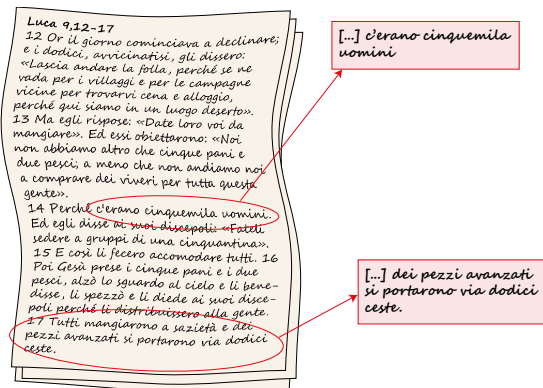 Luca 9,12-17
12 Or il giorno cominciava a declinare;
e i dodici, avvicinatisi, gli dissero:
«Lascia andare la folla, perché se ne
vada per i villaggi e per le campagne
vicine per trovarvi cena e alloggio,
perché qui siamo in un luogo deserto».
13 Ma egli rispose: «Date loro voi da
mangiare». Ed essi obiettarono: «Noi
non abbiamo altro che cinque pani e
due pesci, a meno che non andiamo noi
a comprare dei viveri per tutta questa
gente».
14 Perché c'erano cinquemila uomini.
Ed egli disse ai suoi discepoli: «Fateli
sedere a gruppi di una cinquantina».
15 E così li fecero accomodare tutti. 16
Poi Gesù prese i cinque pani e i due
pesci, alzò lo sguardo al cielo e li bene-
disse, li spezzò e li diede ai suoi disce-
poli perché li distribuissero alla gente.
17 Tutti mangiarono a sazietà e dei
pezzi avanzati si portarono via dodici
ceste.
[...] c'erano cinquemila
uomini
[...] dei pezzi avanzati
si portarono via dodici
ceste.